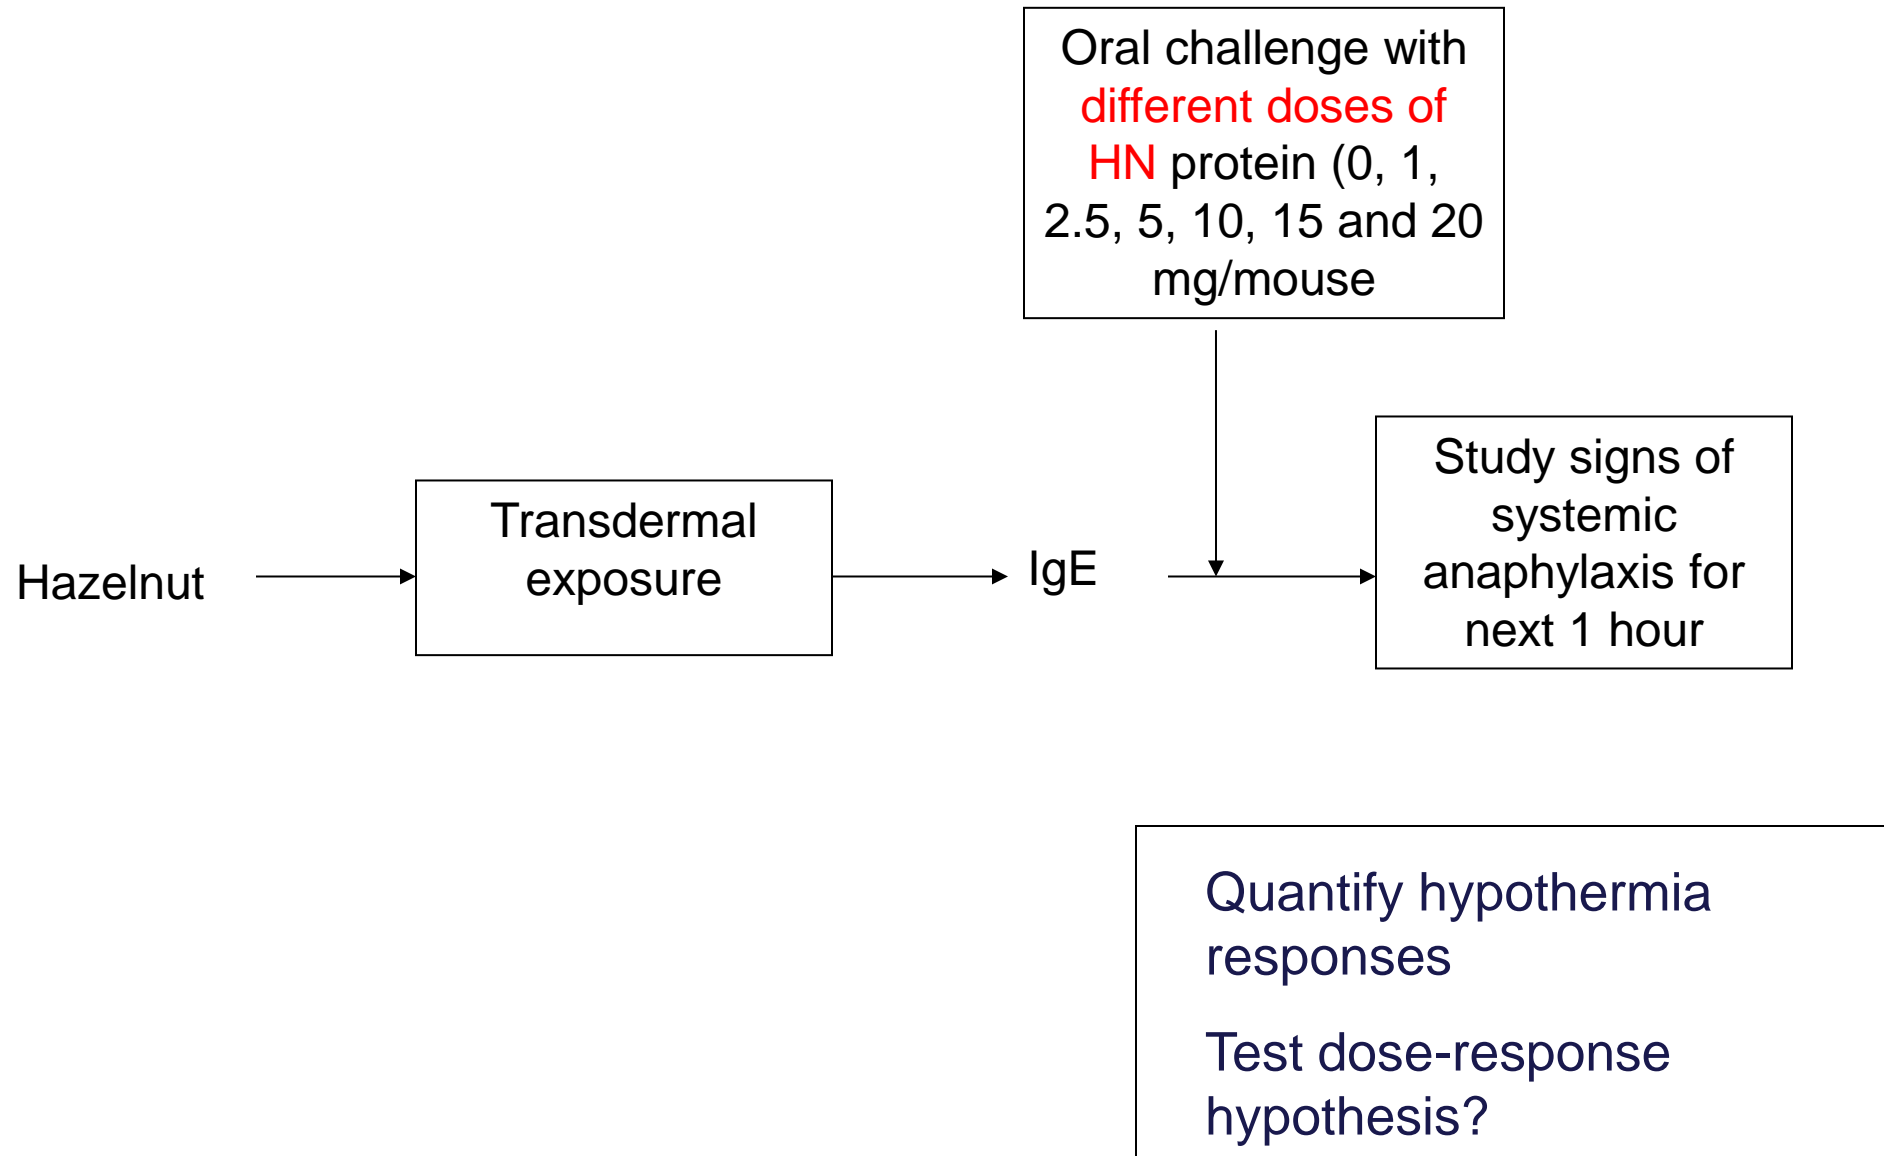 Oral challenge with
different doses of
HN protein (0, 1,
2.5, 5, 10, 15 and 20
mg/mouse
Hazelnut
Transdermal
exposure
IgE
Study signs of
systemic
anaphylaxis for
next 1 hour
Quantify hypothermia
responses
Test dose-response
hypothesis?